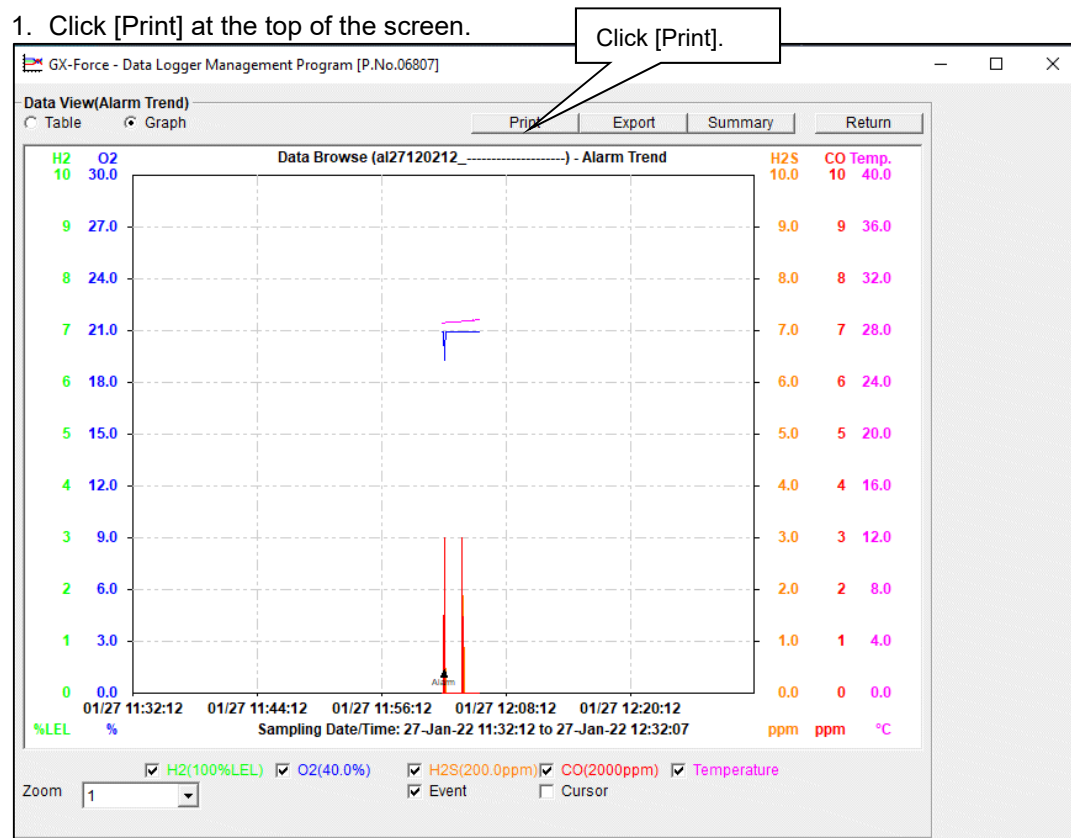 1. Click [Print] at the top of the screen.
Click [Print].
GX-Force - Data Logger Management Program [P.No.06807]
Data View(Alarm Trend)
Table Graph Print Export Summary Return
H2 O2 Data Browse (al27120212_--------------------) - Alarm Trend H2S CO Temp.
10 30.0 10.0 10 40.0
9 27.0 9.0 9 36.0
8 24.0 8.0 8 32.0
7 21.0 7.0 7 28.0
6 18.0 6.0 6 24.0
5 15.0 5.0 5 20.0
4 12.0 4.0 4 16.0
3 9.0 3.0 3 12.0
2 6.0 2.0 2 8.0
1 3.0 1.0 1 4.0
Alarm
0 0.0 0.0 0 0.0
01/27 11:32:12 01/27 11:44:12 01/27 11:56:12 01/27 12:08:12 01/27 12:20:12
%LEL % Sampling Date/Time: 27-Jan-22 11:32:12 to 27-Jan-22 12:32:07 ppm ppm °C
H2(100%LEL) O2(40.0%) H2S(200.0ppm) CO(2000ppm) Temperature
Zoom 1 Event Cursor